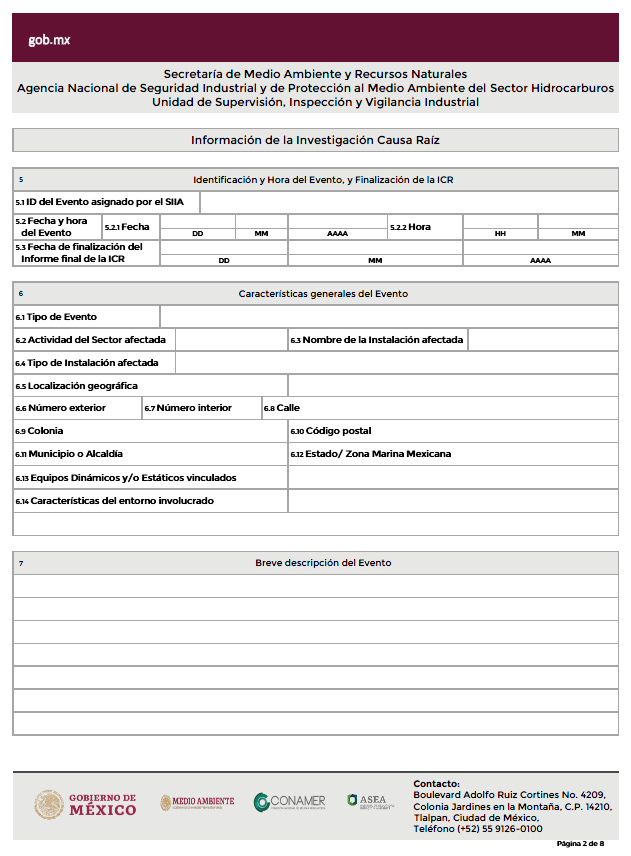 gob.mx
Secretaría de Medio Ambiente y Recursos Naturales
Agencia Nacional de Seguridad Industrial y de Protección al Medio Ambiente del Sector Hidrocarburos
Unidad de Supervisión, Inspección y Vigilancia Industrial
Información de la Investigación Causa Raíz
5 Identificación y Hora del Evento, y Finalización de la ICR
5.1 ID del Evento asignado por el SIIA
5.2 Fecha y hora
del Evento
5.2.1 Fecha
DD MM AAAA
5.2.2 Hora
HH MM
5.3 Fecha de finalización del
Informe final de la ICR
DD MM AAAA
6 Características generales del Evento
6.1 Tipo de Evento
6.2 Actividad del Sector afectada 6.3 Nombre de la Instalación afectada
6.4 Tipo de Instalación afectada
6.5 Localización geográfica
6.6 Número exterior 6.7 Número interior 6.8 Calle
6.9 Colonia 6.10 Código postal
6.11 Municipio o Alcaldía 6.12 Estado/ Zona Marina Mexicana
6.13 Equipos Dinámicos y/o Estáticos vinculados
6.14 Características del entorno involucrado
7 Breve descripción del Evento
GOBIERNO DE
MÉXICO
MEDIO AMBIENTE
CONAMER
ASEA
Contacto:
Boulevard Adolfo Ruiz Cortines No. 4209,
Colonia Jardines en la Montaña, C.P. 14210,
Tlalpan, Ciudad de México,
Teléfono (+52) 55 9126-0100
Página 2 de 8